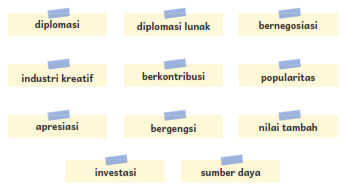 diplomasi
diplomasi lunak
bernegosiasi
industri kreatif
berkontribusi
popularitas
apresiasi
bergengsi
nilai tambah
investasi
sumber daya